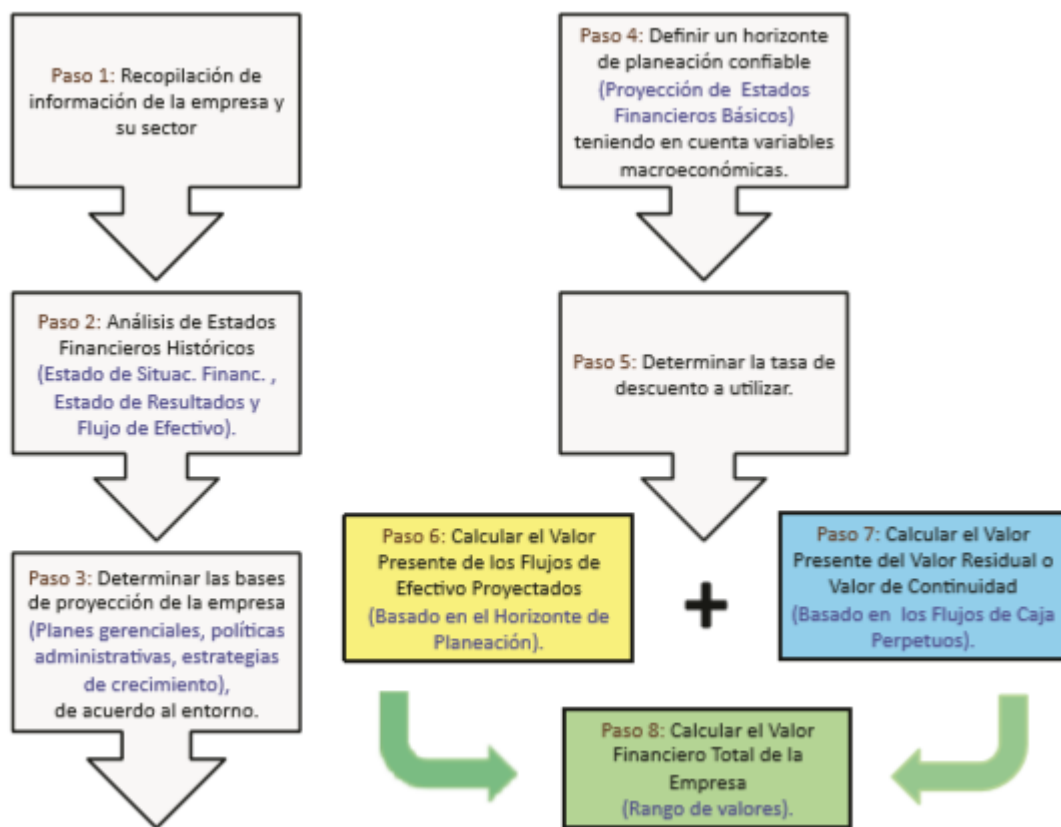 Paso 1: Recopilación de
información de la empresa y
su sector
Paso 2: Análisis de Estados
Financieros Históricos
(Estado de Situac. Financ. ,
Estado de Resultados y
Flujo de Efectivo).
Paso 3: Determinar las bases
de proyección de la empresa
(Planes gerenciales, políticas
administrativas, estrategias
de crecimiento),
de acuerdo al entorno.
Paso 4: Definir un horizonte
de planeación confiable
(Proyección de Estados
Financieros Básicos)
teniendo en cuenta variables
macroeconómicas.
Paso 5: Determinar la tasa de
descuento a utilizar.
Paso 6: Calcular el Valor
Presente de los Flujos de
Efectivo Proyectados
(Basado en el Horizonte de
Planeación).
+
Paso 7: Calcular el Valor
Presente del Valor Residual o
Valor de Continuidad
(Basado en los Flujos de Caja
Perpetuos).
Paso 8: Calcular el Valor
Financiero Total de la
Empresa
(Rango de valores).